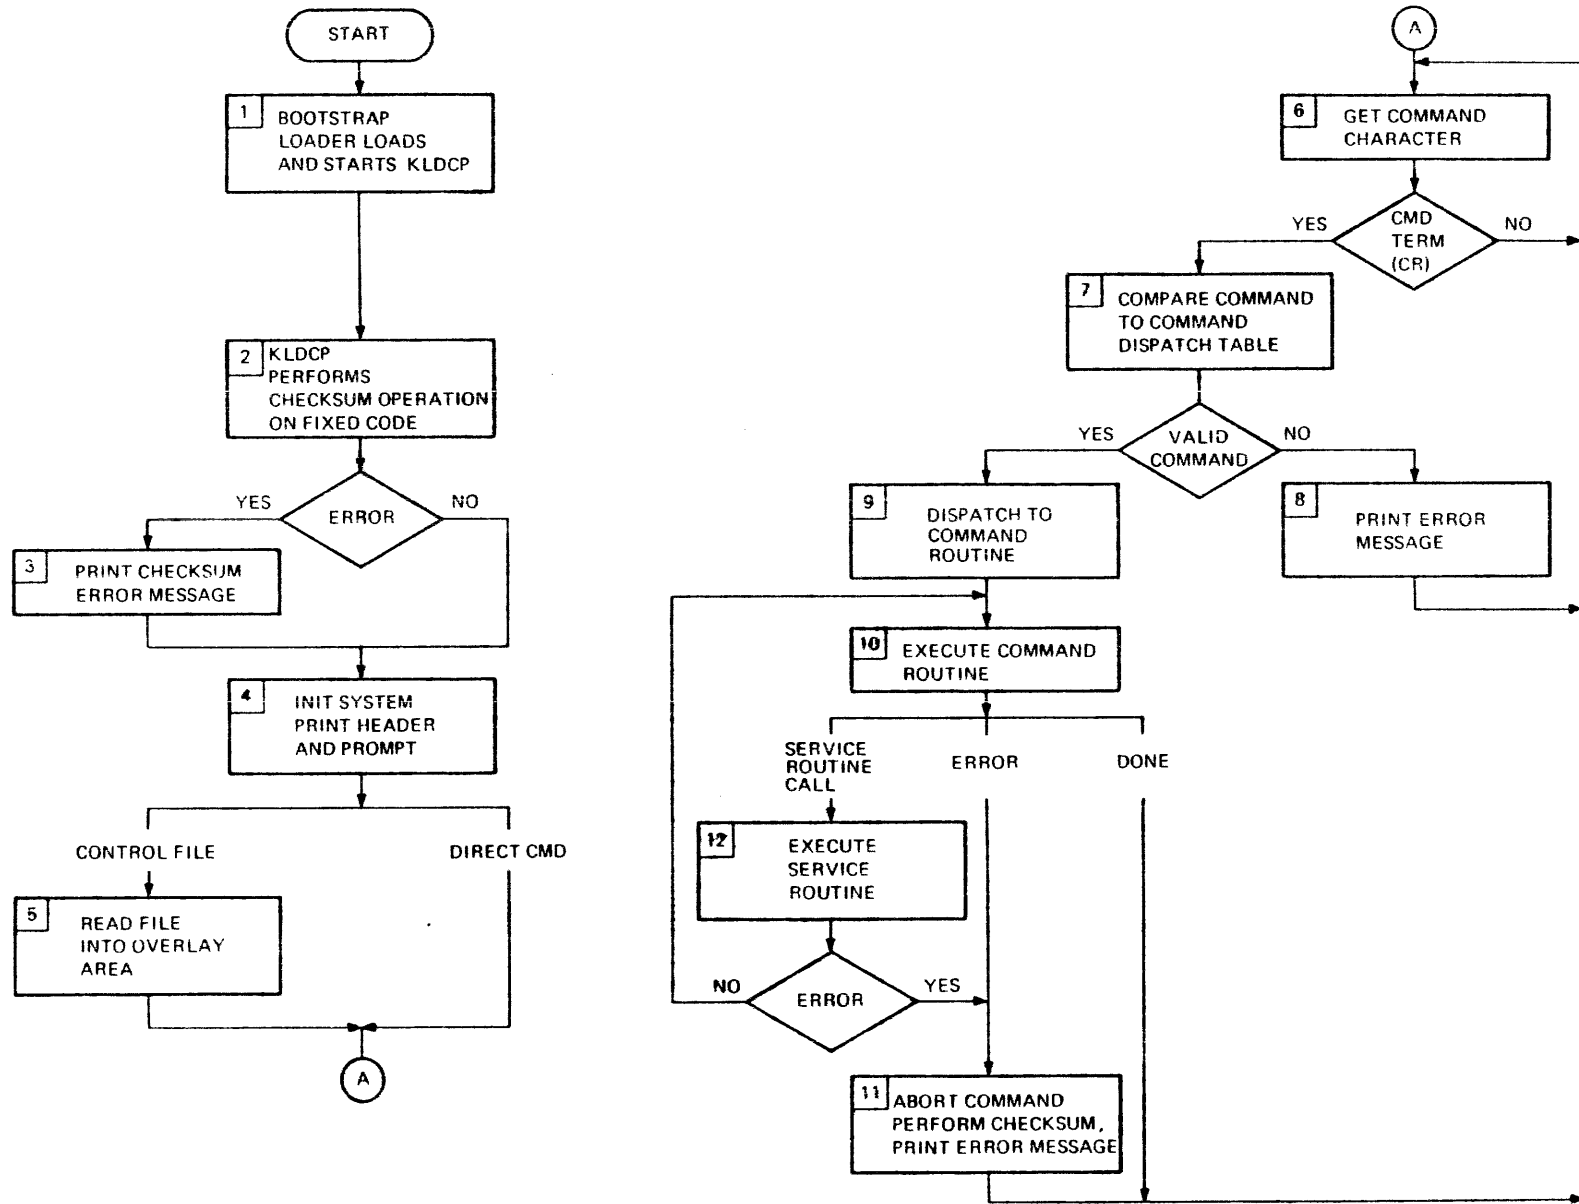 START
1
BOOTSTRAP
LOADER LOADS
AND STARTS KLDCP
2
KLDCP
PERFORMS
CHECKSUM OPERATION
ON FIXED CODE
YES
ERROR
NO
3
PRINT CHECKSUM
ERROR MESSAGE
4
INIT SYSTEM
PRINT HEADER
AND PROMPT
CONTROL FILE
DIRECT CMD
5
READ FILE
INTO OVERLAY
AREA
A
A
6
GET COMMAND
CHARACTER
YES
CMD
TERM
(CR)
NO
7
COMPARE COMMAND
TO COMMAND
DISPATCH TABLE
YES
VALID
COMMAND
NO
9
DISPATCH TO
COMMAND
ROUTINE
8
PRINT ERROR
MESSAGE
10
EXECUTE COMMAND
ROUTINE
SERVICE
ROUTINE
CALL
ERROR
DONE
12
EXECUTE
SERVICE
ROUTINE
NO
ERROR
YES
11
ABORT COMMAND
PERFORM CHECKSUM,
PRINT ERROR MESSAGE